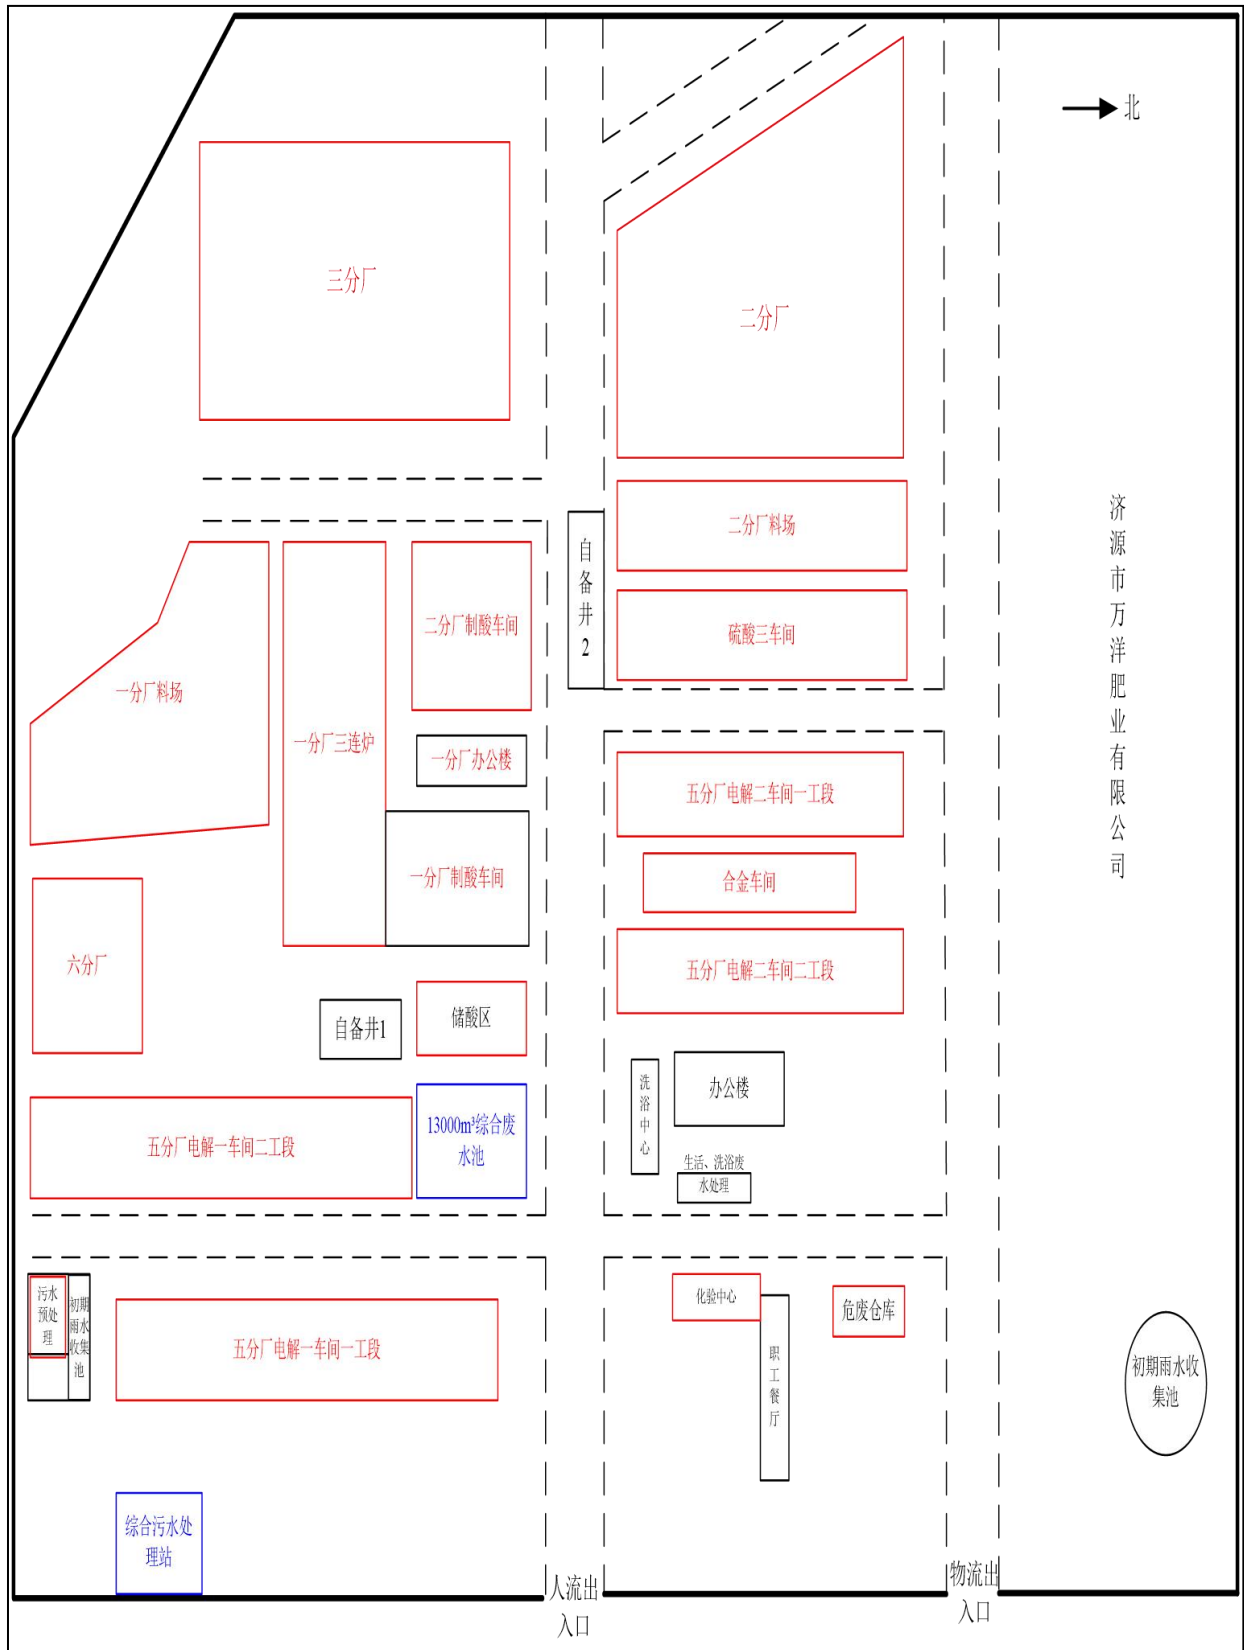 北
三分厂
二分厂
二分厂料场
自备井2
硫酸三车间
济源市万洋肥业有限公司
二分厂制酸车间
一分厂料场
一分厂三连炉
一分厂办公楼
五分厂电解二车间一工段
一分厂制酸车间
合金车间
六分厂
五分厂电解二车间二工段
自备井1
储酸区
洗浴中心
办公楼
五分厂电解一车间二工段
13000m³综合废
水池
生活、洗浴废
水处理
污水
预处
理
初期
雨水
收集
池
五分厂电解一车间一工段
化验中心
危废仓库
职工餐厅
初期雨水收
集池
综合污水处
理站
人流出
入口
物流出
入口